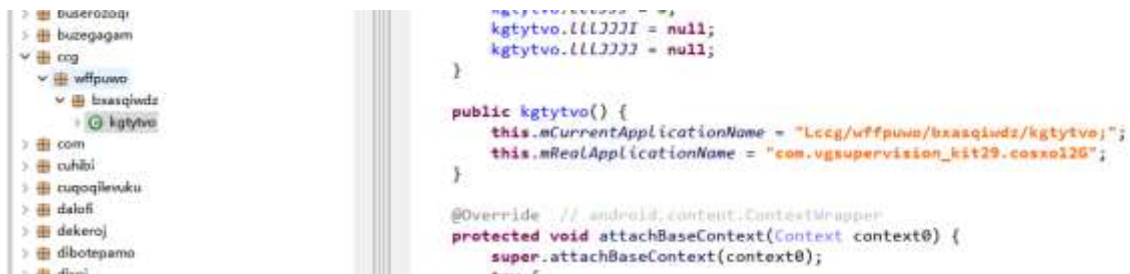 buserozoqi
buzegagam
ccg
wffpuwo
bxasqiwdz
kgtytvo
com
cuhibi
cuqoqilevuku
dalofi
dekeroj
dibotepamo
kgtytvo.lllJJJI = null;
kgtytvo.lllJJJJ = null;
}
public kgtytvo() {
this.mCurrentApplicationName = "Lccg/wffpuwo/bxasqiwdz/kgtytvo;";
this.mRealApplicationName = "com.vgsupervision_kit29.cosxo12G";
}
@Override // android.content.ContextWrapper
protected void attachBaseContext(Context context0) {
super.attachBaseContext(context0);